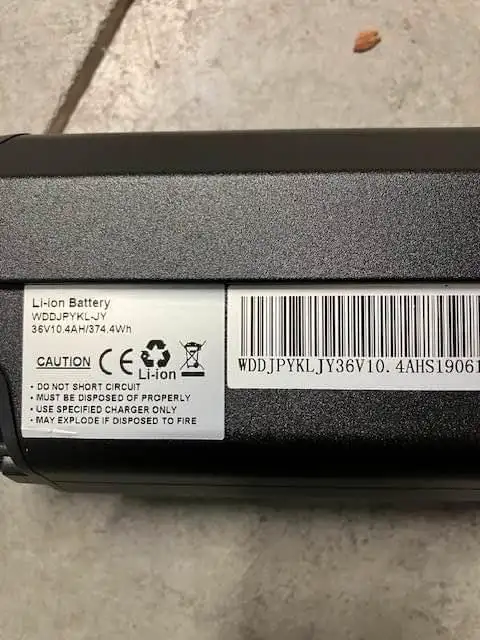 Li-ion Battery
WDDJPYKL-JY
36V10.4AH/374.4Wh
CAUTION CE Li-ion
• DO NOT SHORT CIRCUIT
• MUST BE DISPOSED OF PROPERLY
• USE SPECIFIED CHARGER ONLY
• MAY EXPLODE IF DISPOSED TO FIRE
WDDJPYKLJY36V10.4AHS19061